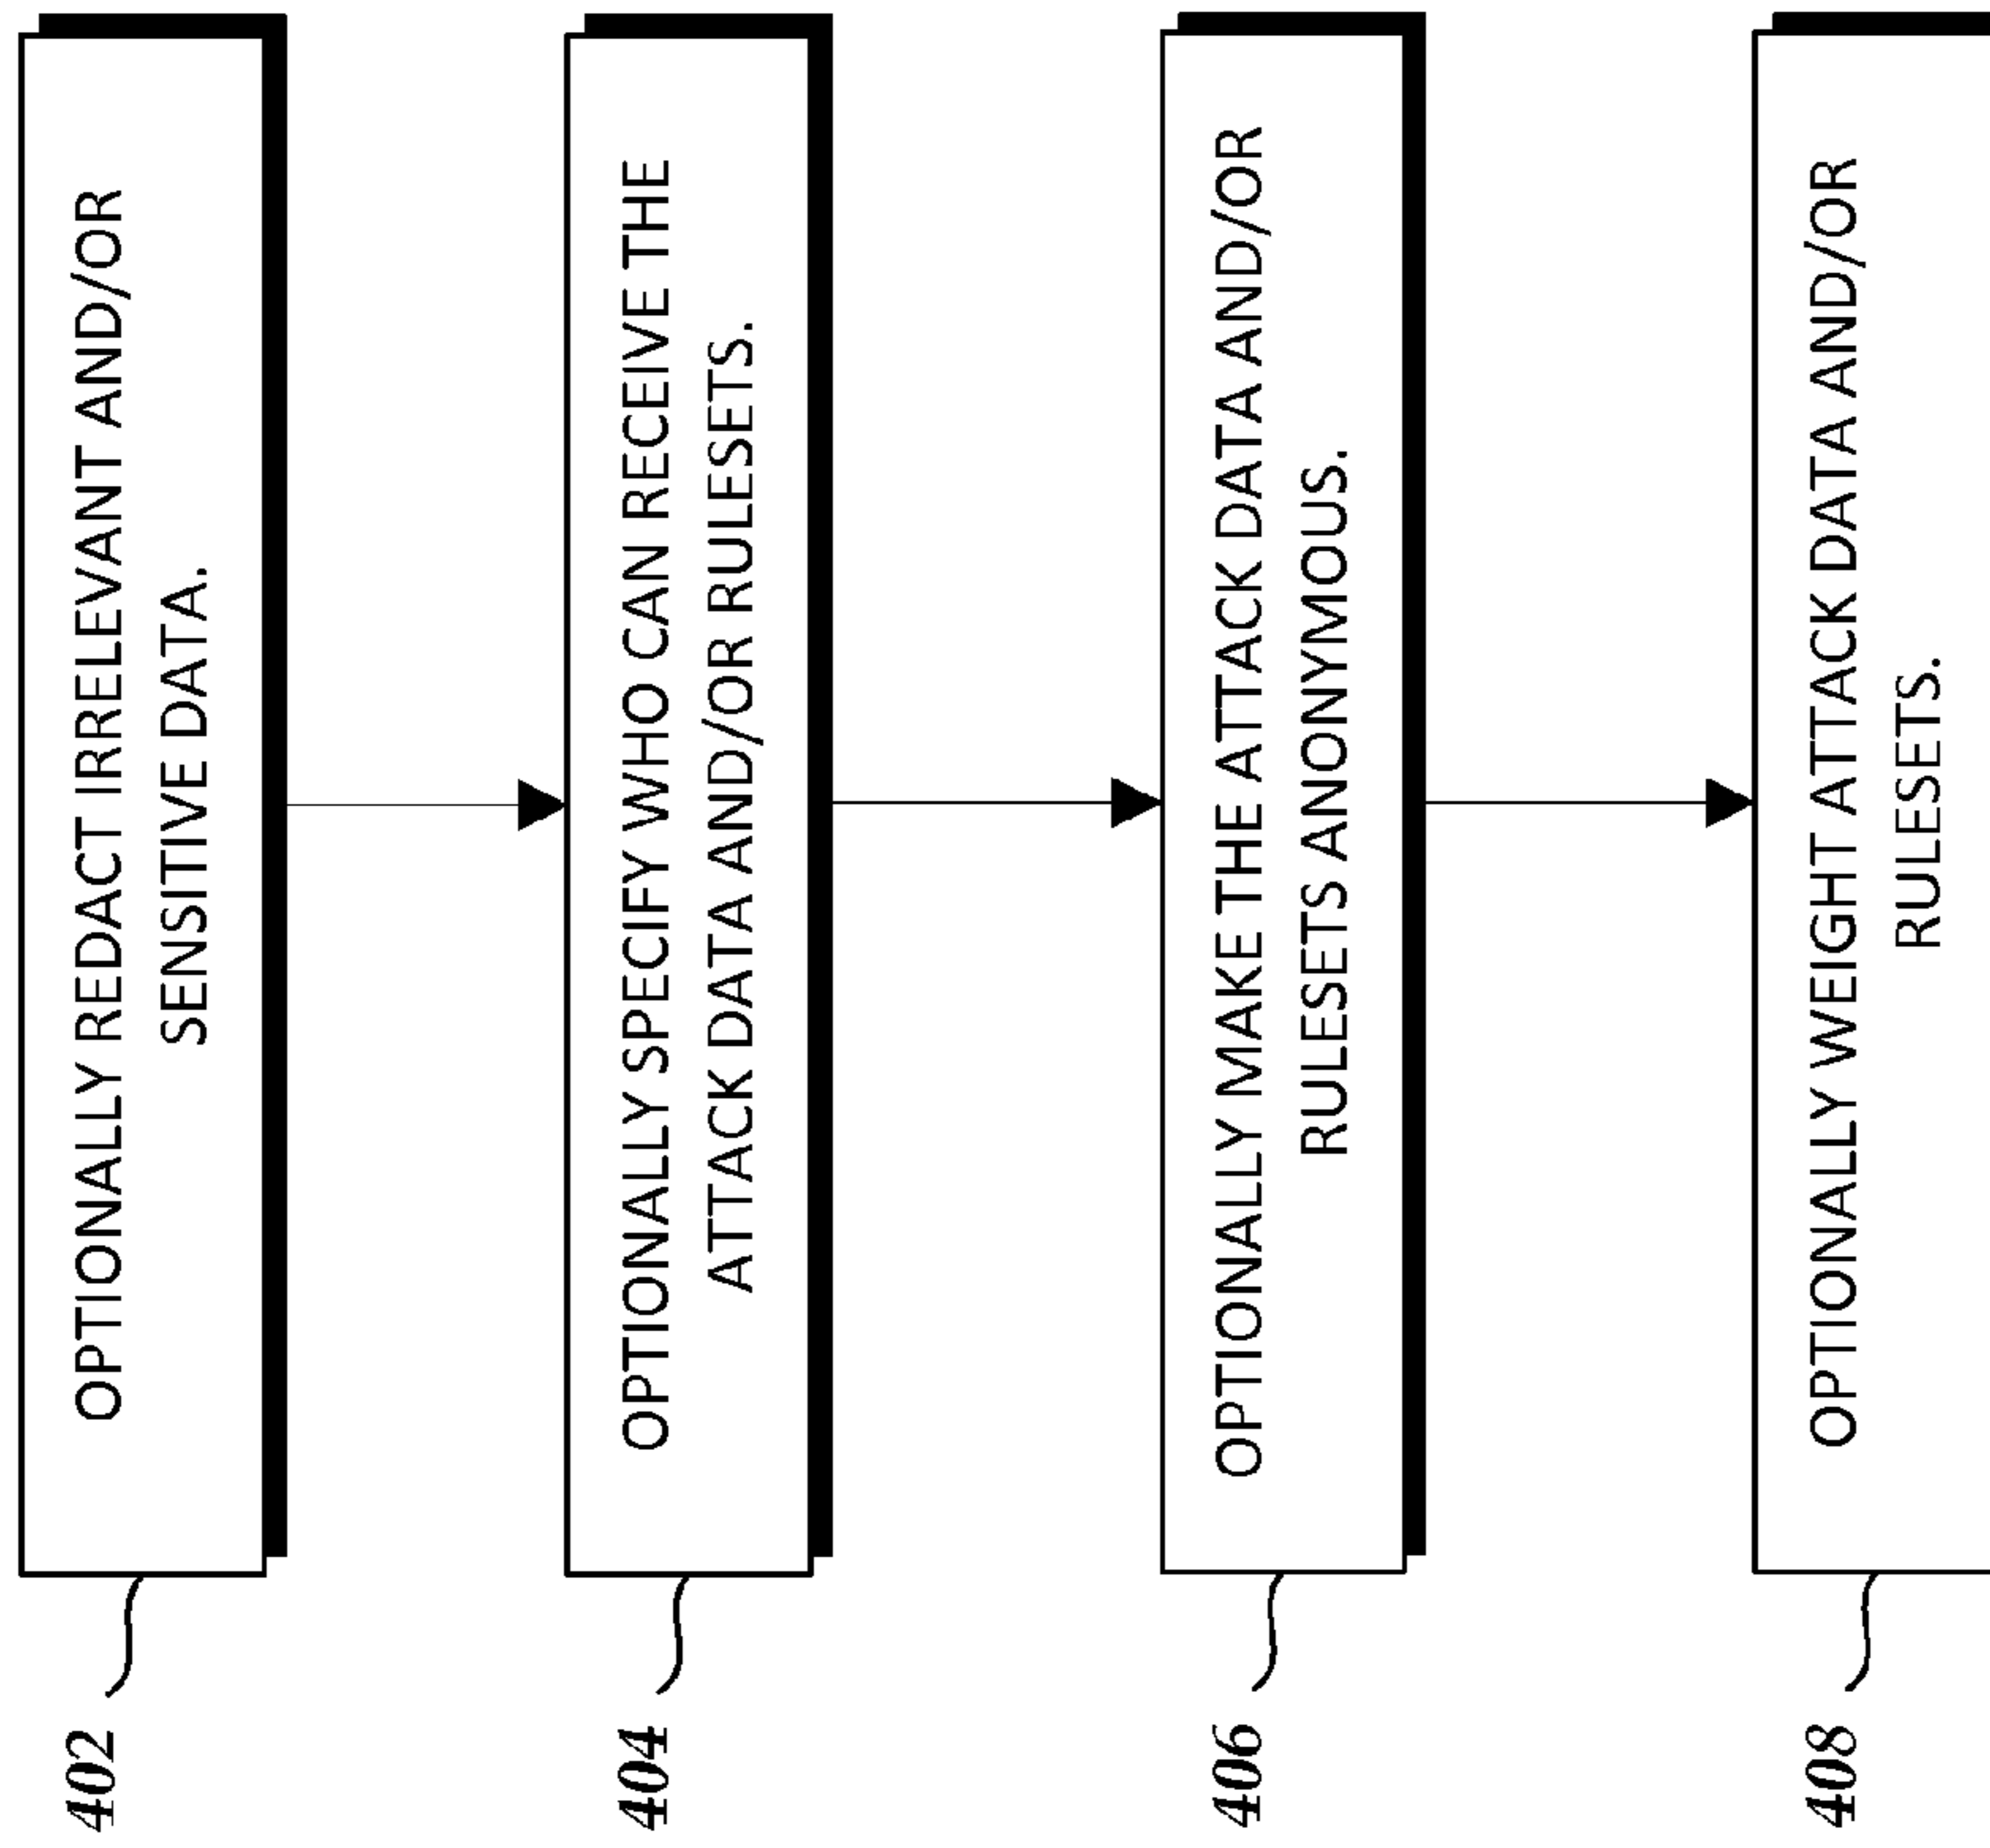 402
OPTIONALLY REDACT IRRELEVANT AND/OR
SENSITIVE DATA.
404
OPTIONALLY SPECIFY WHO CAN RECEIVE THE
ATTACK DATA AND/OR RULESETS.
406
OPTIONALLY MAKE THE ATTACK DATA AND/OR
RULESETS ANONYMOUS.
408
OPTIONALLY WEIGHT ATTACK DATA AND/OR
RULESETS.